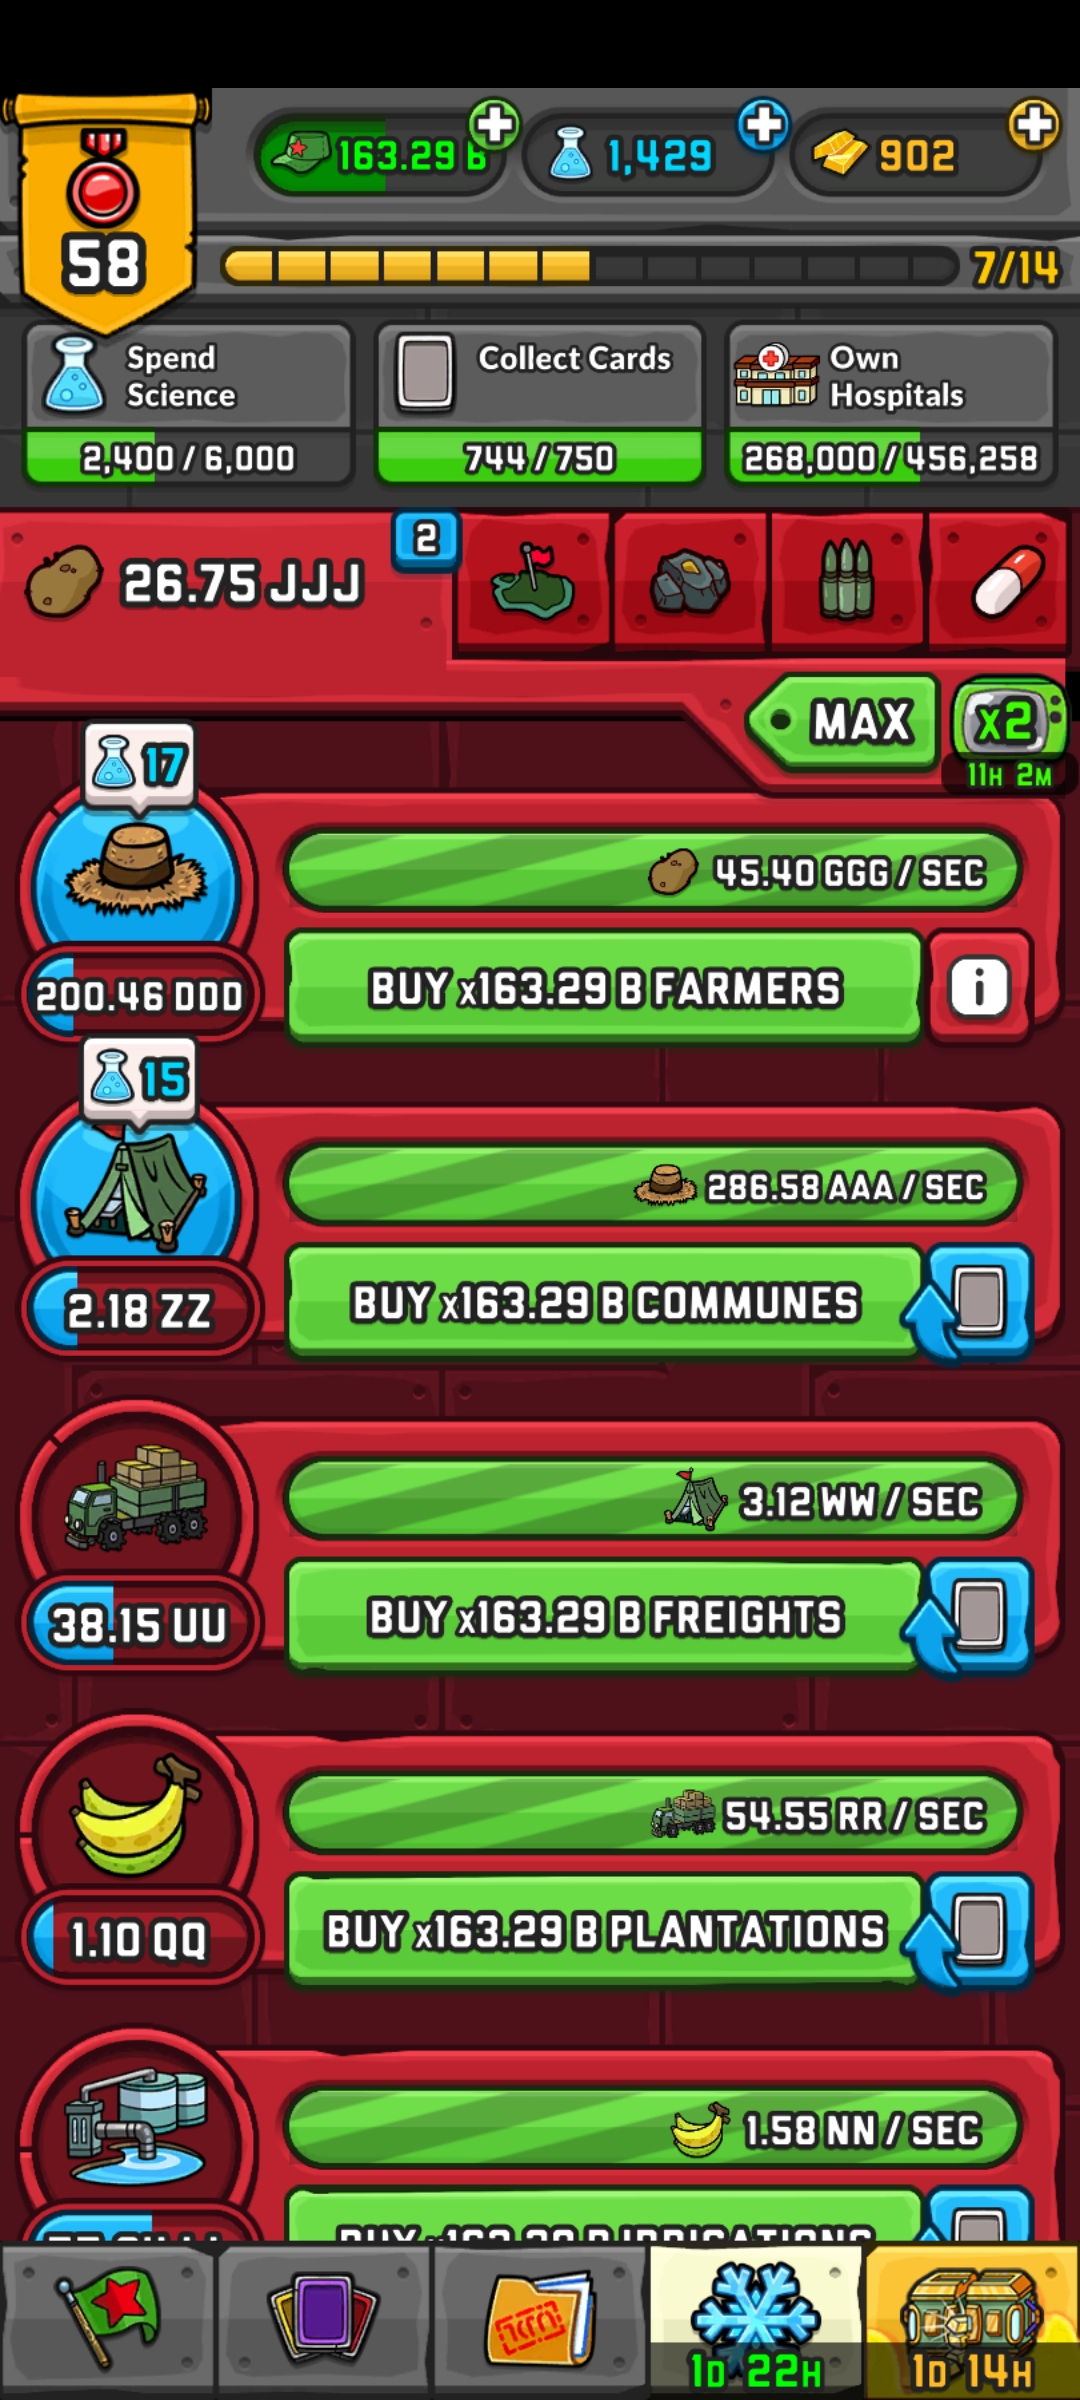 163.29 B
1,429
902
58
7/14
Spend
Science
2,400 / 6,000
Collect Cards
744 / 750
Own
Hospitals
268,000 / 456,258
26.75 JJJ
2
MAX
x2
11H 2M
17
45.40 GGG / SEC
200.46 DDD
BUY x163.29 B FARMERS
i
15
286.58 AAA / SEC
2.18 ZZ
BUY x163.29 B COMMUNES
3.12 WW / SEC
38.15 UU
BUY x163.29 B FREIGHTS
54.55 RR / SEC
1.10 QQ
BUY x163.29 B PLANTATIONS
1.58 NN / SEC
BUY x163.29 B IRRIGATIONS
1D 22H
1D 14H